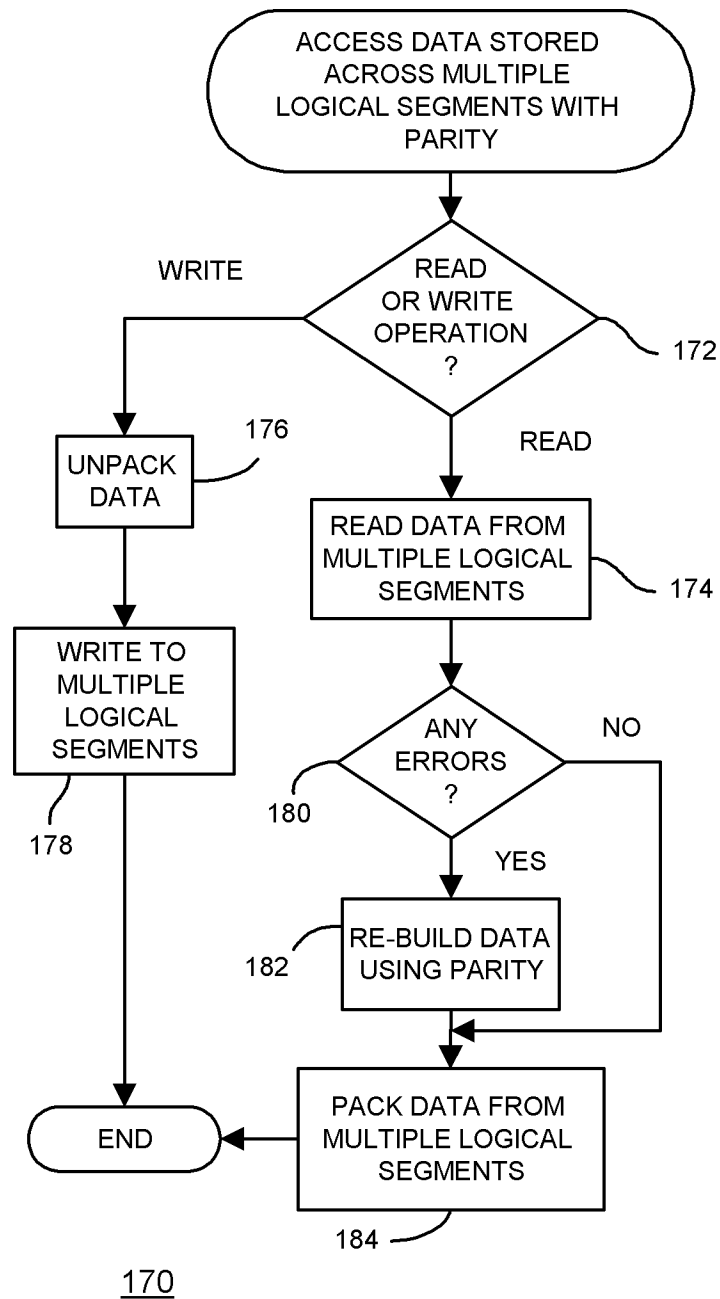 ACCESS DATA STORED
ACROSS MULTIPLE
LOGICAL SEGMENTS WITH
PARITY
WRITE
READ
OR WRITE
OPERATION
?
172
176
READ
UNPACK
DATA
READ DATA FROM
MULTIPLE LOGICAL
SEGMENTS
174
WRITE TO
MULTIPLE
LOGICAL
SEGMENTS
178
ANY
ERRORS
?
NO
180
YES
182
RE-BUILD DATA
USING PARITY
END
PACK DATA FROM
MULTIPLE LOGICAL
SEGMENTS
184
170